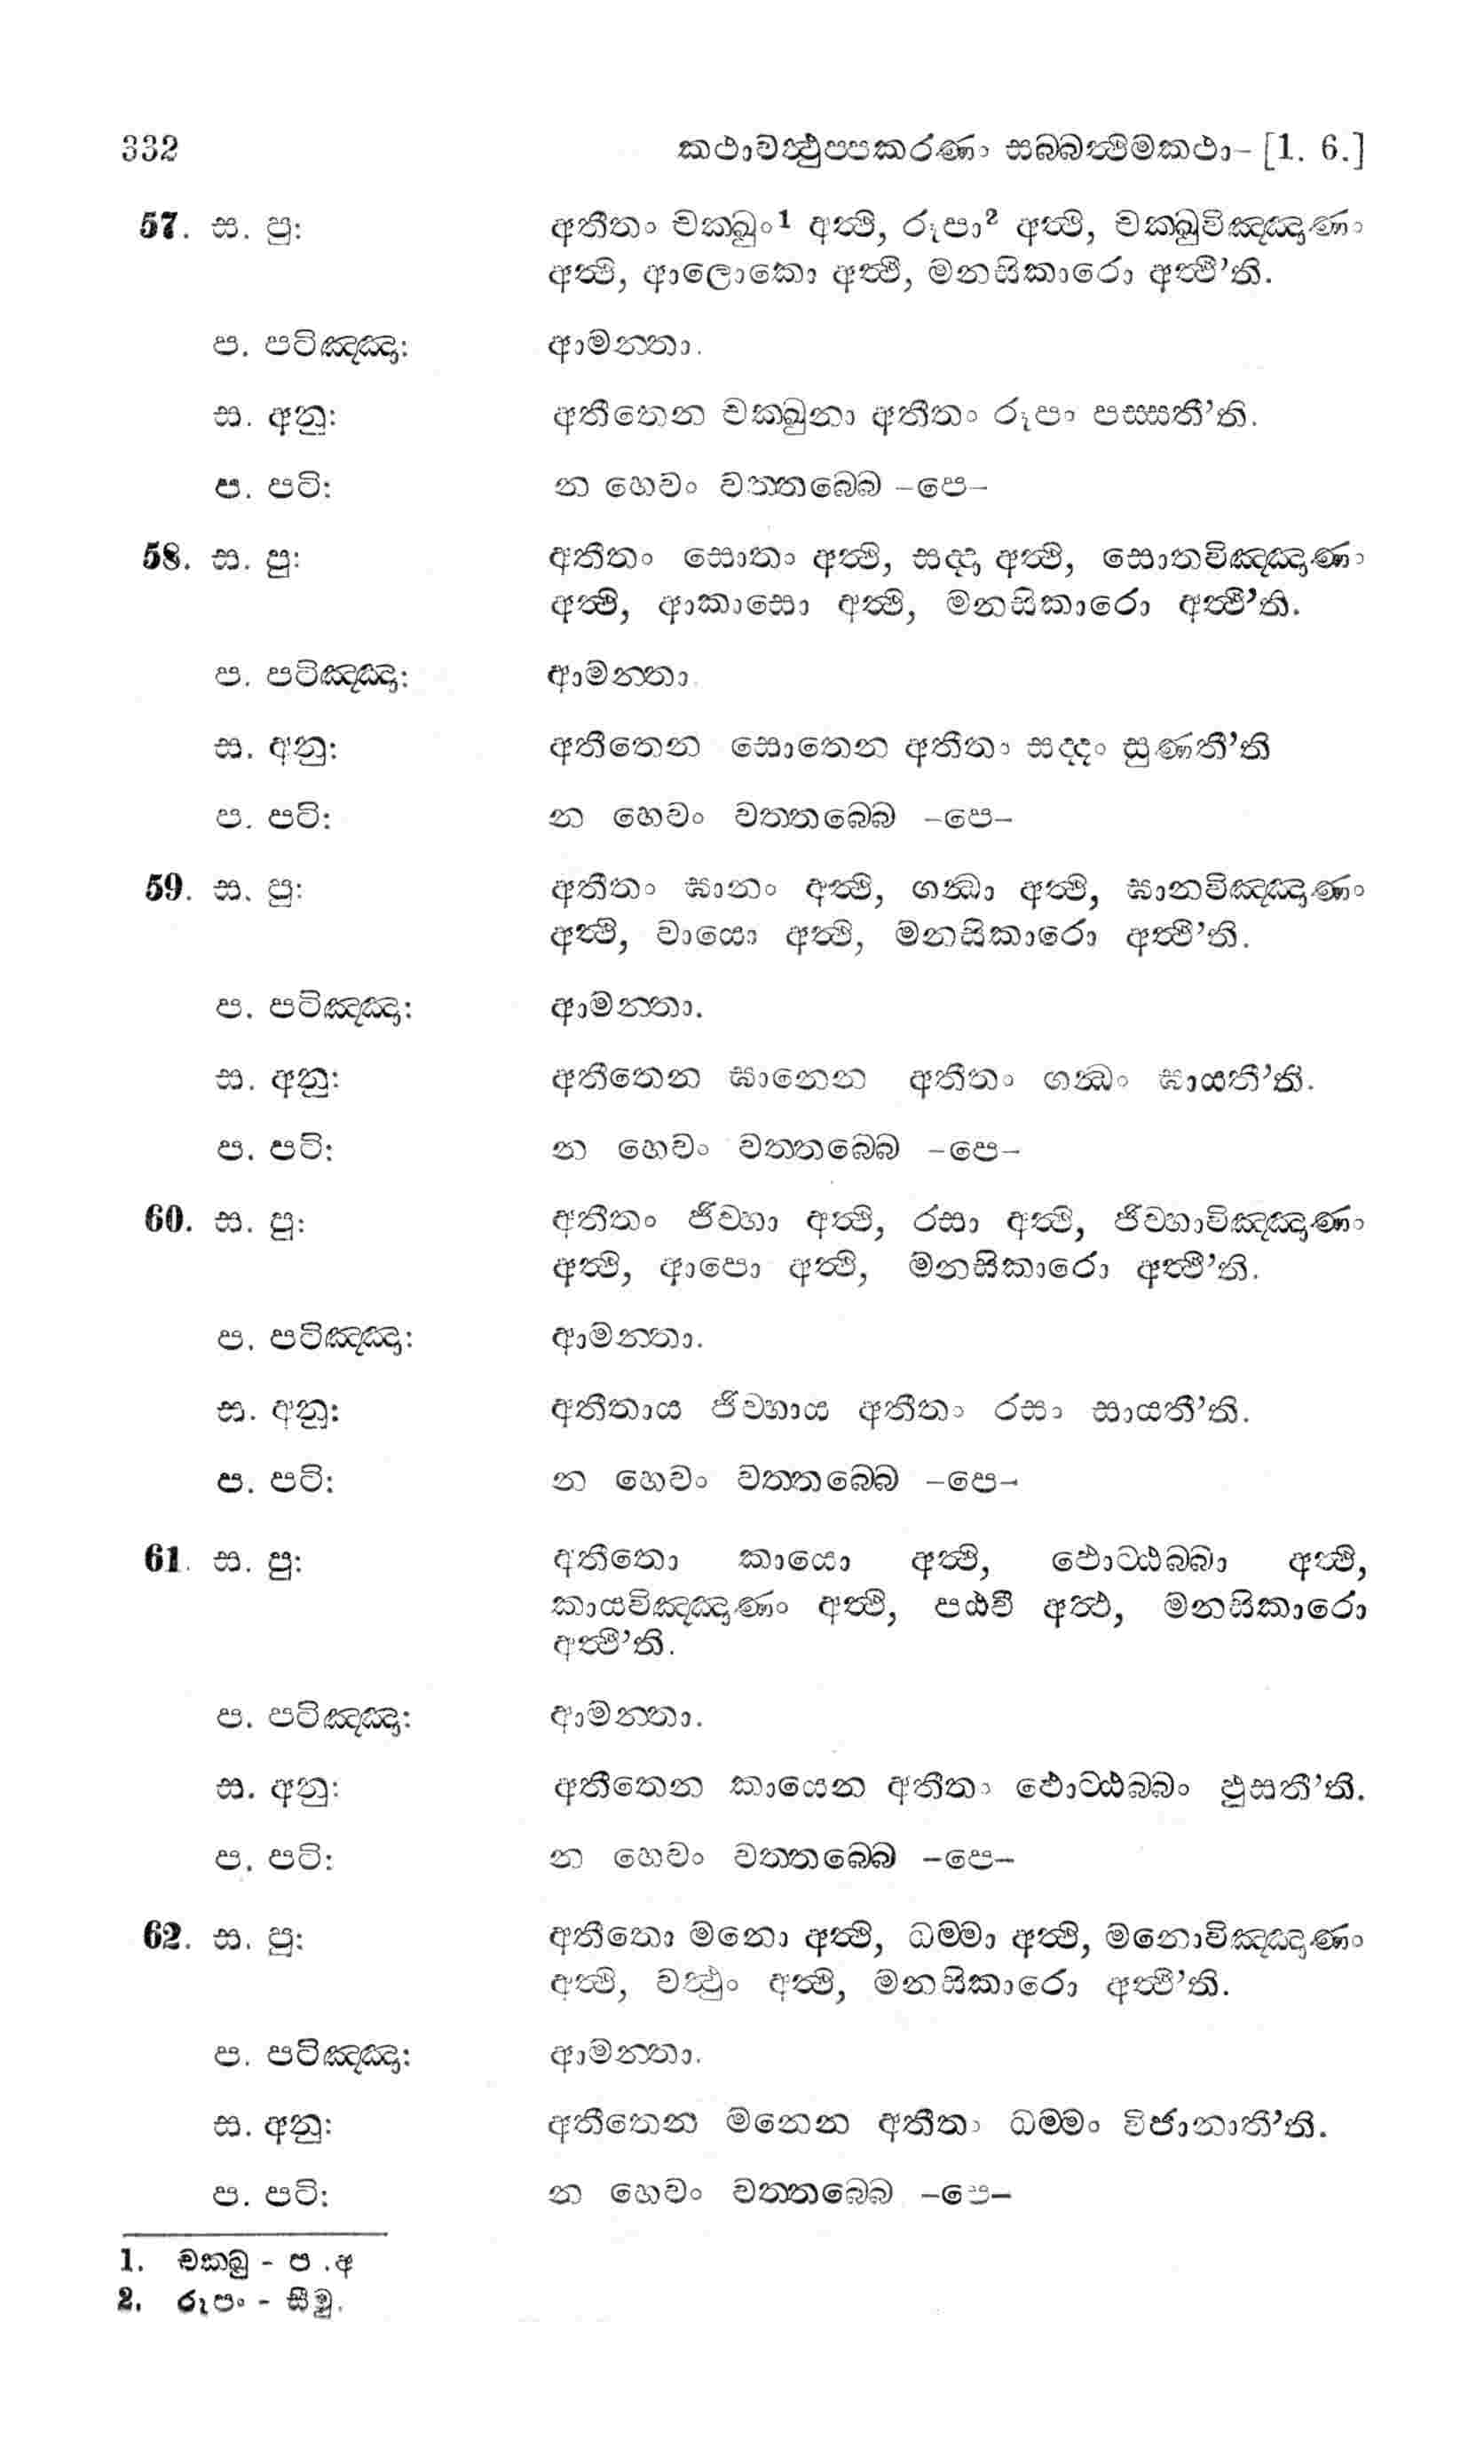 332 කථාවත්‍ථුප්පකරණං සබ්බත්‍ථිමකථා– [1. 6.]
57. ස. පු: අතීතං චක්ඛුං1 අත්‍ථි, රූපා2 අත්‍ථි, චක්ඛුවිඤ්ඤාණං
අත්‍ථි, ආලොකො අත්‍ථි, මනසිකාරො අත්‍ථී’ති.
ප. පටිඤ්ඤා: ආමන්තා.
ස. අනු: අතීතෙන චක්ඛුනා අතීතං රූපං පස්සතී’ති.
ප. පටි: න හෙවං වත්තබ්බෙ –පෙ–
58. ස. පු: අතීතං සොතං අත්‍ථි, සද්දා අත්‍ථි, සොතවිඤ්ඤාණං
අත්‍ථි, ආකාසො අත්‍ථි, මනසිකාරො අත්‍ථී’ති.
ප. පටිඤ්ඤා: ආමන්තා.
ස. අනු: අතීතෙන සොතෙන අතීතං සද්දං සුණාතී’ති
ප. පටි: න හෙවං වත්තබ්බෙ –පෙ–
59. ස. පු: අතීතං ඝානං අත්‍ථි, ගන්‍ධා අත්‍ථි, ඝානවිඤ්ඤාණං
අත්‍ථි, වායො අත්‍ථි, මනසිකාරො අත්‍ථී’ති.
ප. පටිඤ්ඤා: ආමන්තා.
ස. අනු: අතීතෙන ඝානෙන අතීතං ගන්‍ධං ඝායතී’ති.
ප. පටි: න හෙවං වත්තබ්බෙ –පෙ–
60. ස. පු: අතීතං ජිව්හා අත්‍ථි, රසා අත්‍ථි, ජිව්හාවිඤ්ඤාණං
අත්‍ථි, ආපො අත්‍ථි, මනසිකාරො අත්‍ථී’ති.
ප. පටිඤ්ඤා: ආමන්තා.
ස. අනු: අතීතාය ජිව්හාය අතීතං රසං සායතී’ති.
ප. පටි: න හෙවං වත්තබ්බෙ –පෙ–
61. ස. පු: අතීතො කායො අත්‍ථි, ඵොට්ඨබ්බා අත්‍ථි,
කායවිඤ්ඤාණං අත්‍ථි, පඨවී අත්‍ථ, මනසිකාරො
අත්‍ථී’ති.
ප. පටිඤ්ඤා: ආමන්තා.
ස. අනු: අතීතෙන කායෙන අතීතං ඵොට්ඨබ්බං ඵුසතී’ති.
ප. පටි: න හෙවං වත්තබ්බෙ –පෙ–
62. ස. පු: අතීතො මනො අත්‍ථි, ධම්මා අත්‍ථි, මනොවිඤ්ඤාණං
අත්‍ථි, වත්‍ථුං අත්‍ථි, මනසිකාරො අත්‍ථී’ති.
ප. පටිඤ්ඤා: ආමන්තා.
ස. අනු: අතීතෙන මනෙන අතීතං ධම්මං විජානාතී’ති.
ප. පටි: න හෙවං වත්තබ්බෙ –පෙ–
1. චක්ඛු - ප .අ
2. රූපං - සීමු.